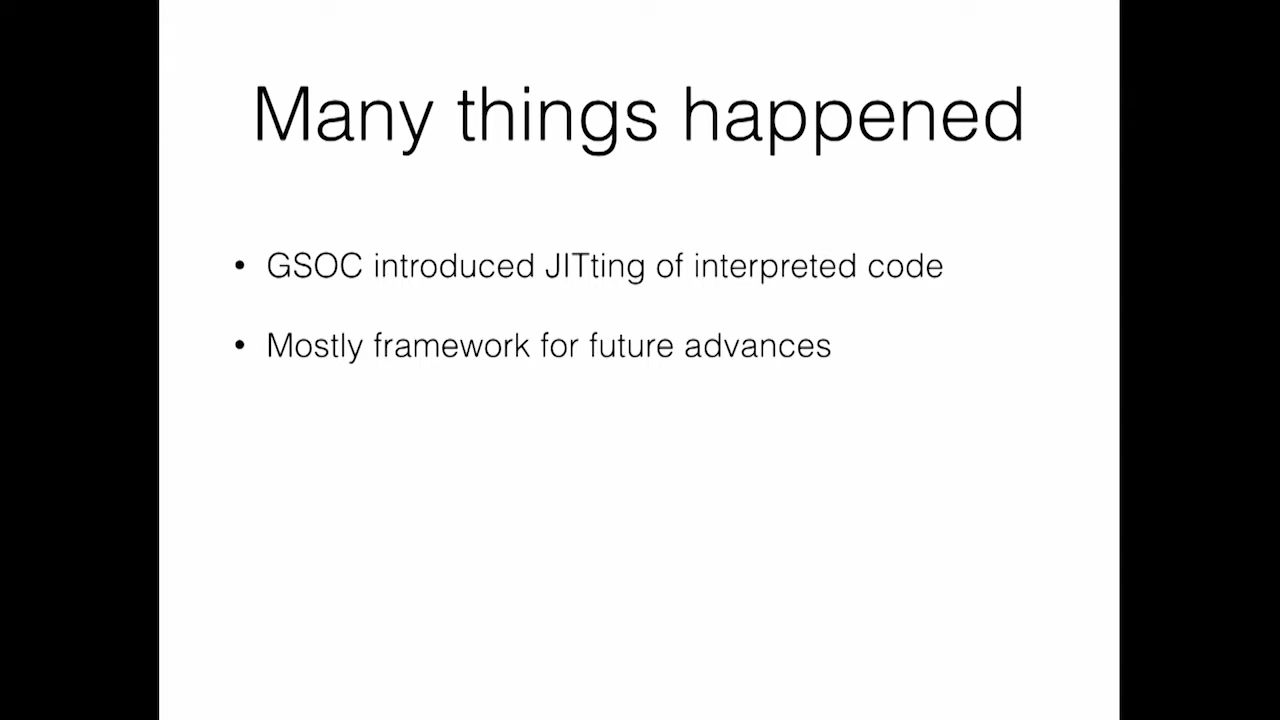 Many things happened
• GSOC introduced JITting of interpreted code
• Mostly framework for future advances